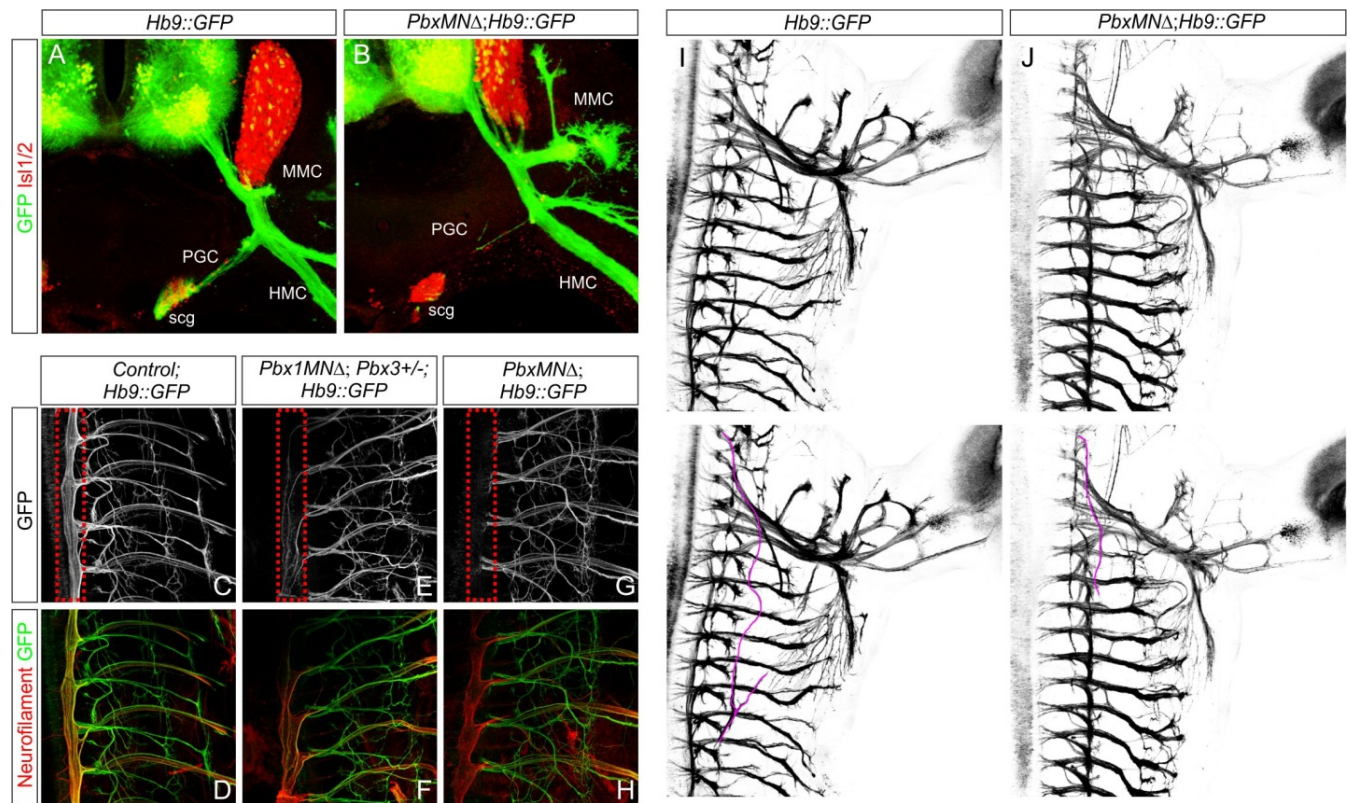 Hb9::GFP
PbxMNΔ;Hb9::GFP
GFP Isl1/2
A
MMC
PGC
HMC
scg
B
MMC
PGC
HMC
scg
Control;
Hb9::GFP
Pbx1MNΔ; Pbx3+/-;
Hb9::GFP
PbxMNΔ;
Hb9::GFP
GFP
C
E
G
Neurofilament GFP
D
F
H
Hb9::GFP
PbxMNΔ;Hb9::GFP
I
J